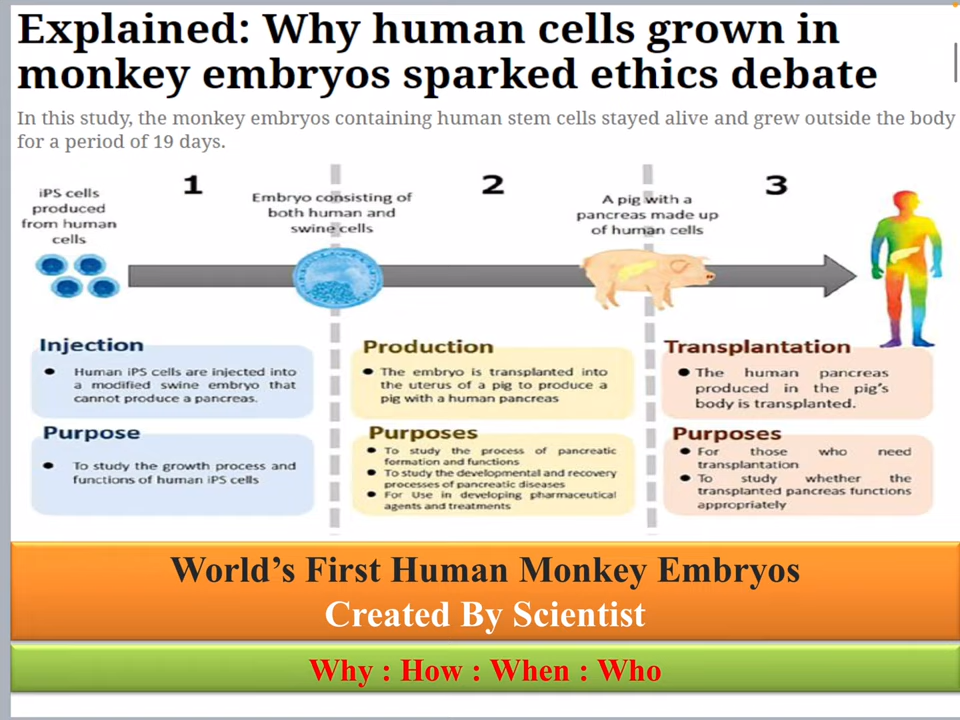 Explained: Why human cells grown in
monkey embryos sparked ethics debate
In this study, the monkey embryos containing human stem cells stayed alive and grew outside the body
for a period of 19 days.
1
2
3
iPS cells
produced
from human
cells
Embryo consisting of
both human and
swine cells
A pig with a
pancreas made up
of human cells
Injection
● Human iPS cells are injected into
a modified swine embryo that
cannot produce a pancreas.
Purpose
● To study the growth process and
functions of human iPS cells
Production
● The embryo is transplanted into
the uterus of a pig to produce a
pig with a human pancreas
Purposes
● To study the process of pancreatic
formation and functions
● To study the developmental and recovery
processes of pancreatic diseases
● For Use in developing pharmaceutical
agents and treatments
Transplantation
● The human pancreas
produced in the pig's
body is transplanted.
Purposes
● For those who need
transplantation
● To study whether the
transplanted pancreas functions
appropriately
World's First Human Monkey Embryos
Created By Scientist
Why : How : When : Who